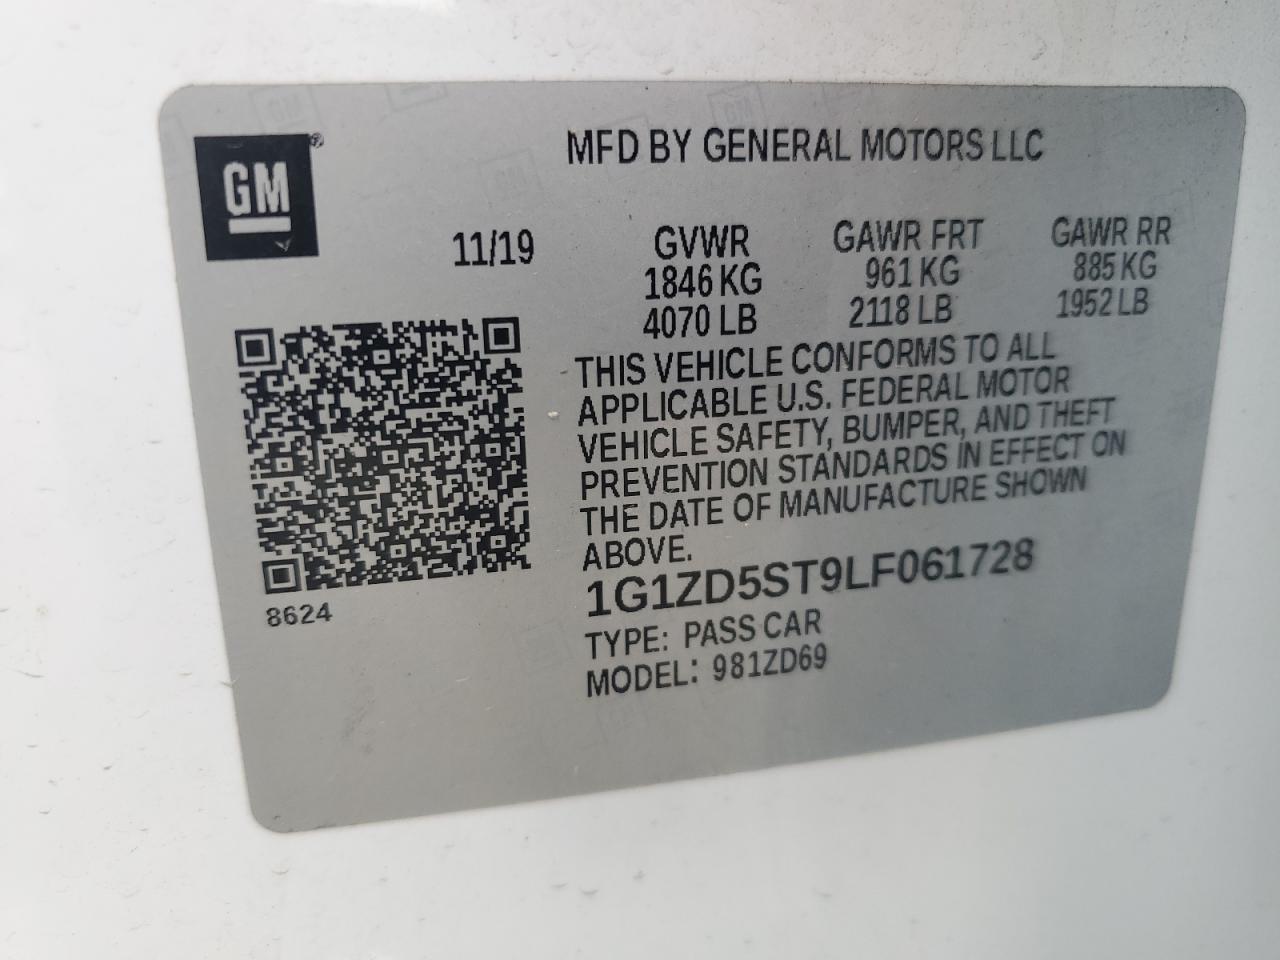 GM
MFD BY GENERAL MOTORS LLC
11/19
GVWR
1846 KG
4070 LB
GAWR FRT
961 KG
2118 LB
GAWR RR
885 KG
1952 LB
THIS VEHICLE CONFORMS TO ALL
APPLICABLE U.S. FEDERAL MOTOR
VEHICLE SAFETY, BUMPER, AND THEFT
PREVENTION STANDARDS IN EFFECT ON
THE DATE OF MANUFACTURE SHOWN
ABOVE.
1G1ZD5ST9LF061728
TYPE: PASS CAR
MODEL: 981ZD69
8624